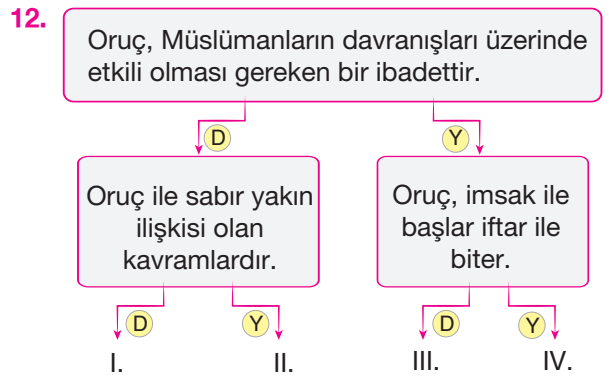 12.
Oruç, Müslümanların davranışları üzerinde
etkili olması gereken bir ibadettir.
D
Y
Oruç ile sabır yakın
ilişkisi olan
kavramlardır.
Oruç, imsak ile
başlar iftar ile
biter.
D
Y
D
Y
I.
II.
III.
IV.